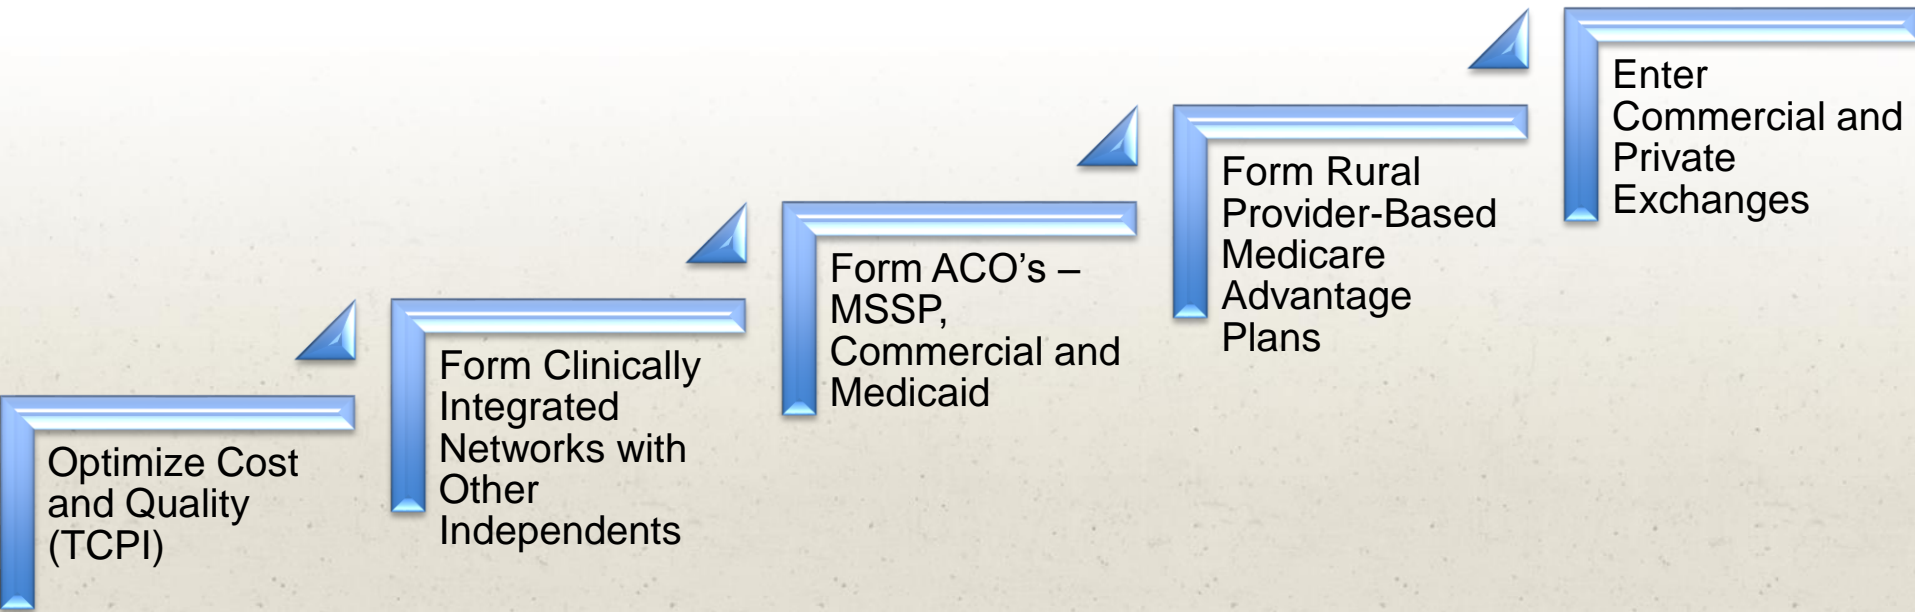 Optimize Cost
and Quality
(TCPI)
Form Clinically
Integrated
Networks with
Other
Independents
Form ACO’s –
MSSP,
Commercial and
Medicaid
Form Rural
Provider-Based
Medicare
Advantage
Plans
Enter
Commercial and
Private
Exchanges